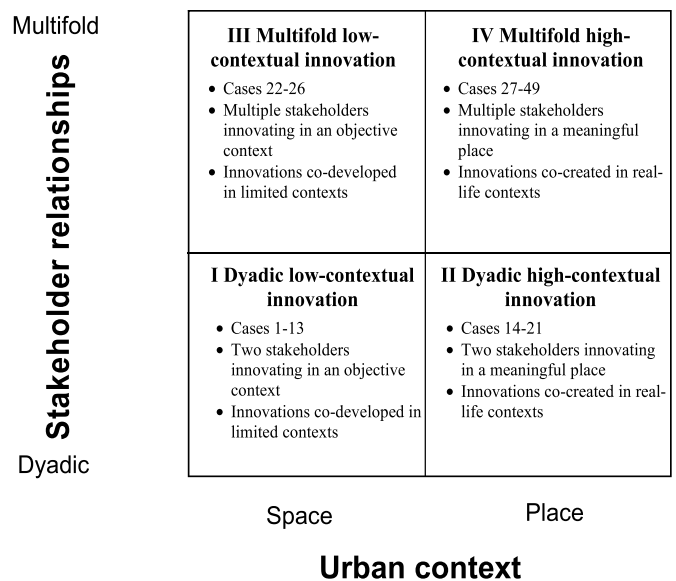 Multifold
Stakeholder relationships
Dyadic
III Multifold low-
contextual innovation
• Cases 22-26
• Multiple stakeholders
innovating in an objective
context
• Innovations co-developed
in limited contexts
IV Multifold high-
contextual innovation
• Cases 27-49
• Multiple stakeholders
innovating in a meaningful
place
• Innovations co-created in real-
life contexts
I Dyadic low-contextual
innovation
• Cases 1-13
• Two stakeholders
innovating in an objective
context
• Innovations co-developed in
limited contexts
II Dyadic high-contextual
innovation
• Cases 14-21
• Two stakeholders innovating
in a meaningful place
• Innovations co-created in real-
life contexts
Space
Place
Urban context